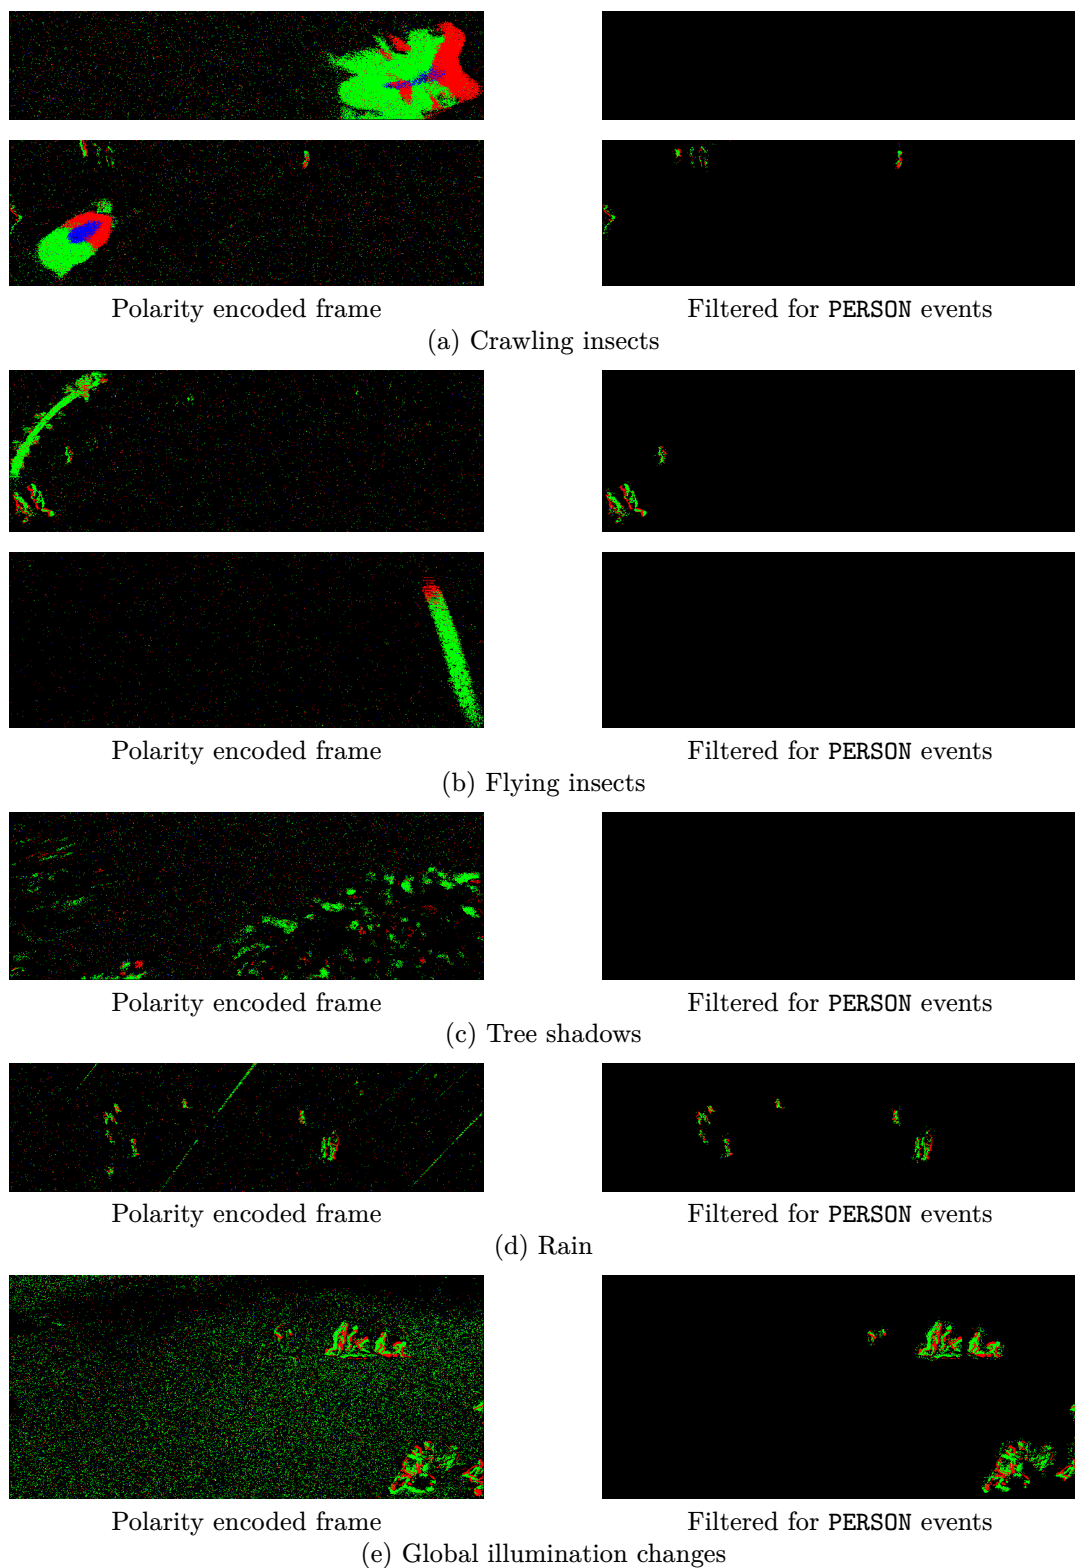 Polarity encoded frame
Filtered for PERSON events
(a) Crawling insects
Polarity encoded frame
Filtered for PERSON events
(b) Flying insects
Polarity encoded frame
Filtered for PERSON events
(c) Tree shadows
Polarity encoded frame
Filtered for PERSON events
(d) Rain
Polarity encoded frame
Filtered for PERSON events
(e) Global illumination changes